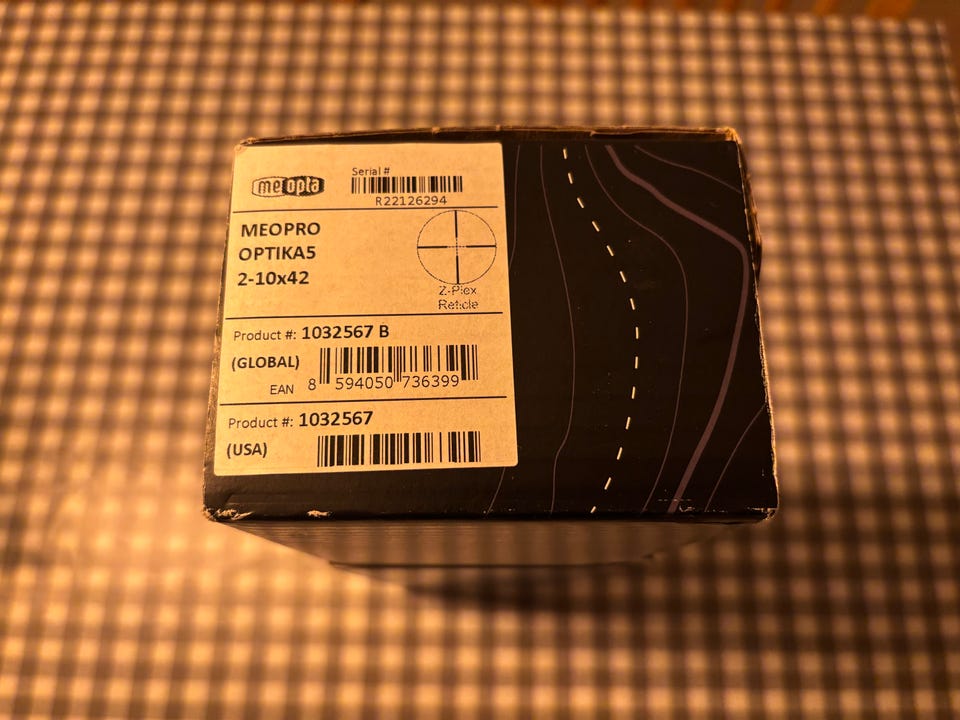 meopta
Serial #
R22126294
MEOPRO
OPTIKA5
2-10x42
Z-Plex
Reticle
Product #: 1032567 B
(GLOBAL)
EAN 8 594050 736399
Product #: 1032567
(USA)